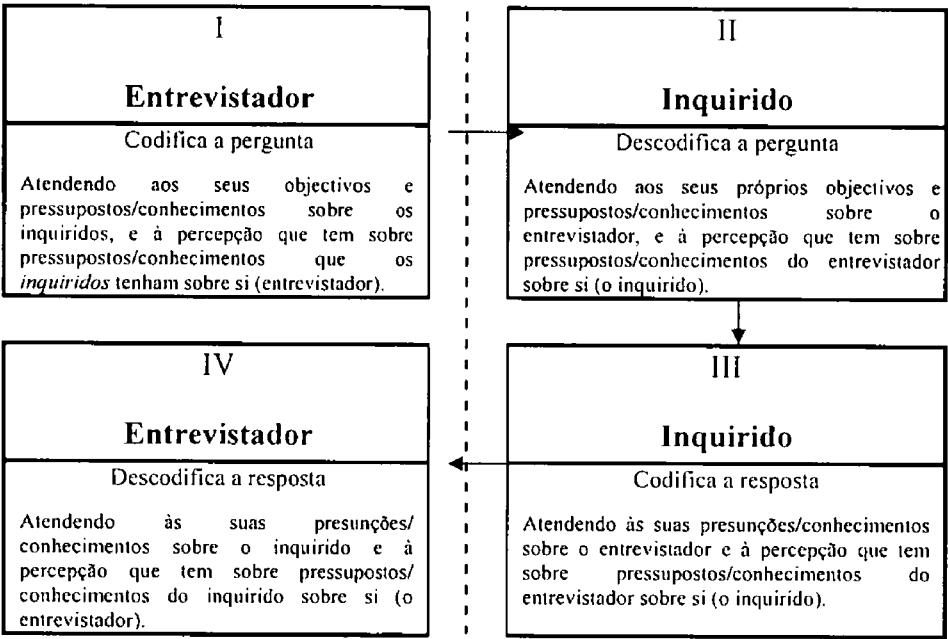 I
Entrevistador
Codifica a pergunta
Atendendo aos seus objectivos e
pressupostos/conhecimentos sobre os
inquiridos, e à percepção que tem sobre
pressupostos/conhecimentos que os
inquiridos tenham sobre si (entrevistador).
II
Inquirido
Descodifica a pergunta
Atendendo aos seus próprios objectivos e
pressupostos/conhecimentos sobre o
entrevistador, e à percepção que tem sobre
pressupostos/conhecimentos do entrevistador
sobre si (o inquirido).
III
Inquirido
Codifica a resposta
Atendendo às suas presunções/conhecimentos
sobre o entrevistador e à percepção que tem
sobre pressupostos/conhecimentos do
entrevistador sobre si (o inquirido).
IV
Entrevistador
Descodifica a resposta
Atendendo às suas presunções/
conhecimentos sobre o inquirido e à
percepção que tem sobre pressupostos/
conhecimentos do inquirido sobre si (o
entrevistador).